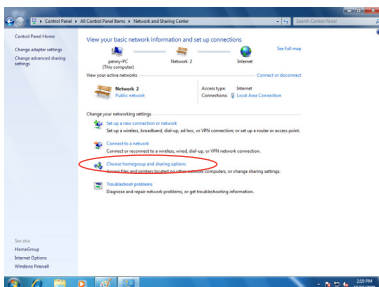 Control Panel ▸ All Control Panel Items ▸ Network and Sharing Center
Search Control Panel
Control Panel Home
Change adapter settings
Change advanced sharing settings
View your basic network information and set up connections
See full map
penny-PC
(This computer)
Network 2
Internet
View your active networks
Connect or disconnect
Network 2
Public network
Access type: Internet
Connections: Local Area Connection
Change your networking settings
Set up a new connection or network
Set up a wireless, broadband, dial-up, ad hoc, or VPN connection; or set up a router or access point.
Connect to a network
Connect or reconnect to a wireless, wired, dial-up, or VPN network connection.
Choose homegroup and sharing options
Access files and printers located on other network computers, or change sharing settings.
Troubleshoot problems
Diagnose and repair network problems, or get troubleshooting information.
See also
HomeGroup
Internet Options
Windows Firewall
2:20 PM